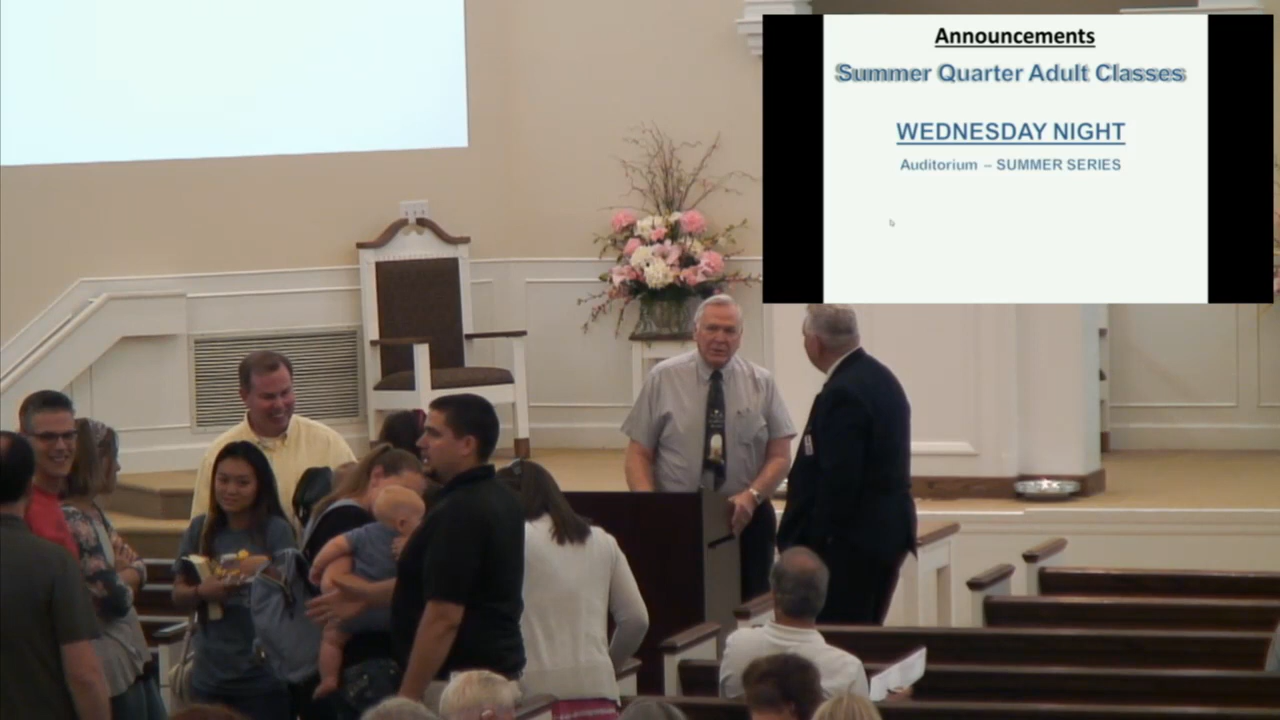 Announcements
Summer Quarter Adult Classes
WEDNESDAY NIGHT
Auditorium – SUMMER SERIES